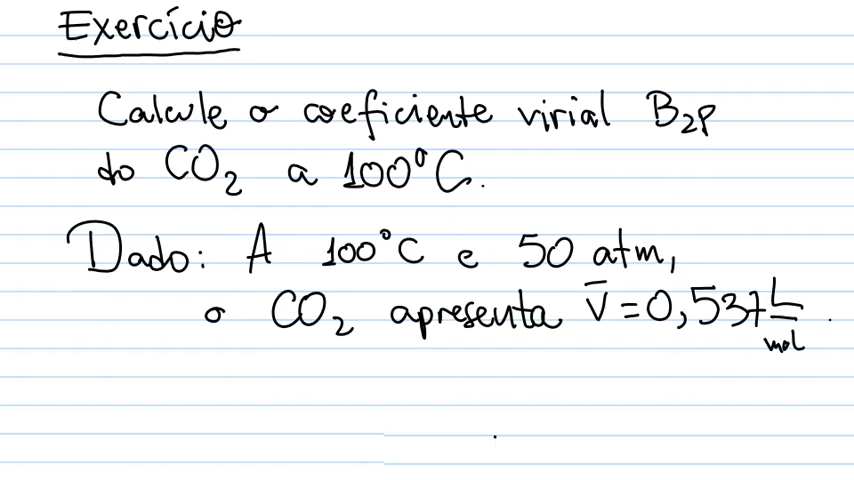 Exercício
Calcule o coeficiente virial B₂p
do CO₂ a 100°C.
Dado: A 100°C e 50 atm,
o CO₂ apresenta V̅ = 0,537 L/mol.